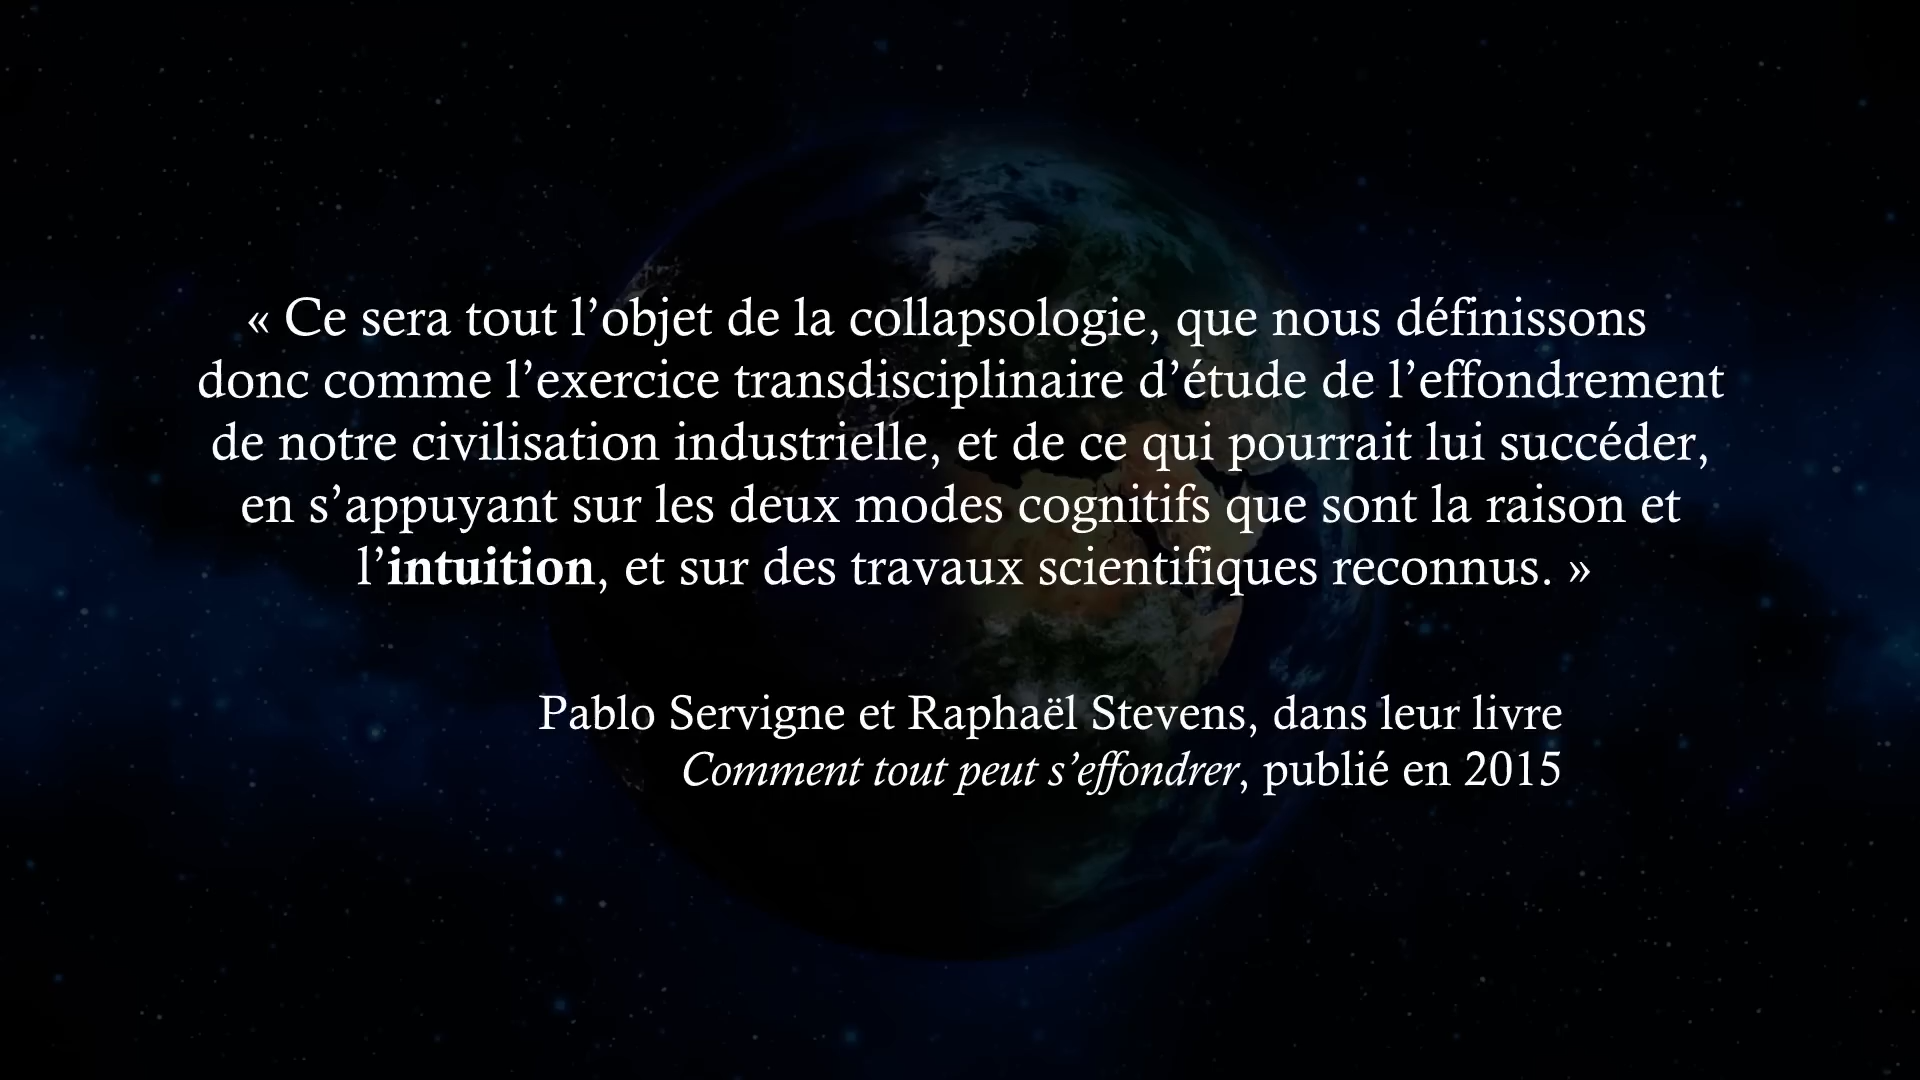 « Ce sera tout l’objet de la collapsologie, que nous définissons
donc comme l’exercice transdisciplinaire d’étude de l’effondrement
de notre civilisation industrielle, et de ce qui pourrait lui succéder,
en s’appuyant sur les deux modes cognitifs que sont la raison et
l’intuition, et sur des travaux scientifiques reconnus. »
Pablo Servigne et Raphaël Stevens, dans leur livre
Comment tout peut s’effondrer, publié en 2015